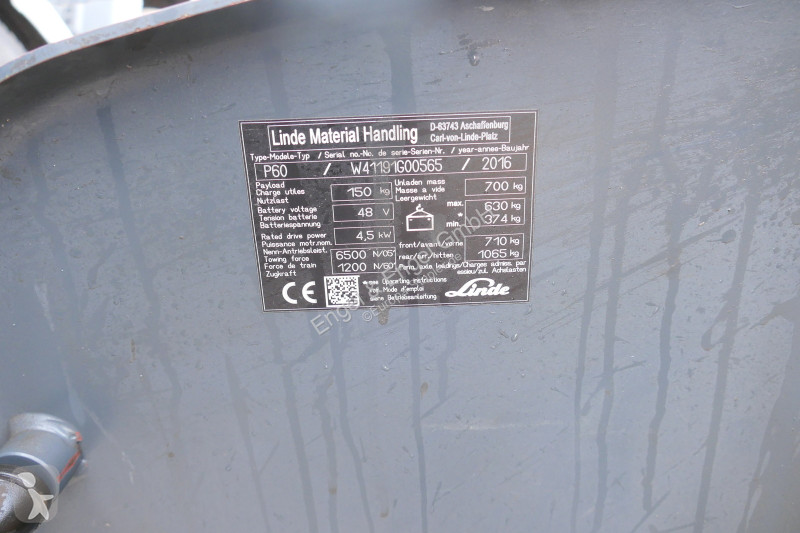 Linde Material Handling D-63743 Aschaffenburg
Carl-von-Linde-Platz
Type-Modele-Typ / Serial no.-No. de serie-Serien-Nr. / year-annee-Baujahr
P60 / W41191G00565 / 2016
Payload
Charge utiles
Nutzlast
150 kg
Unladen mass
Masse a vide
Leergewicht
700 kg
Battery voltage
Tension batterie
Batteriespannung
48 V
max. 630 kg
* min. 374 kg
Rated drive power
Puissance motr.nom.
Nenn-Antriebsleist.
4,5 kW
Towing force
Force de train
Zugkraft
6500 N/05'
1200 N/60'
front/avant/vorne 710 kg
rear/arr/hitten 1065 kg
mm.axle loadings/Charges admiss. par
essieu/zul. Achslasten
CE
*=see Operating instructions
voir Mode d'emploi
siehe Betriebsanleitung
Linde